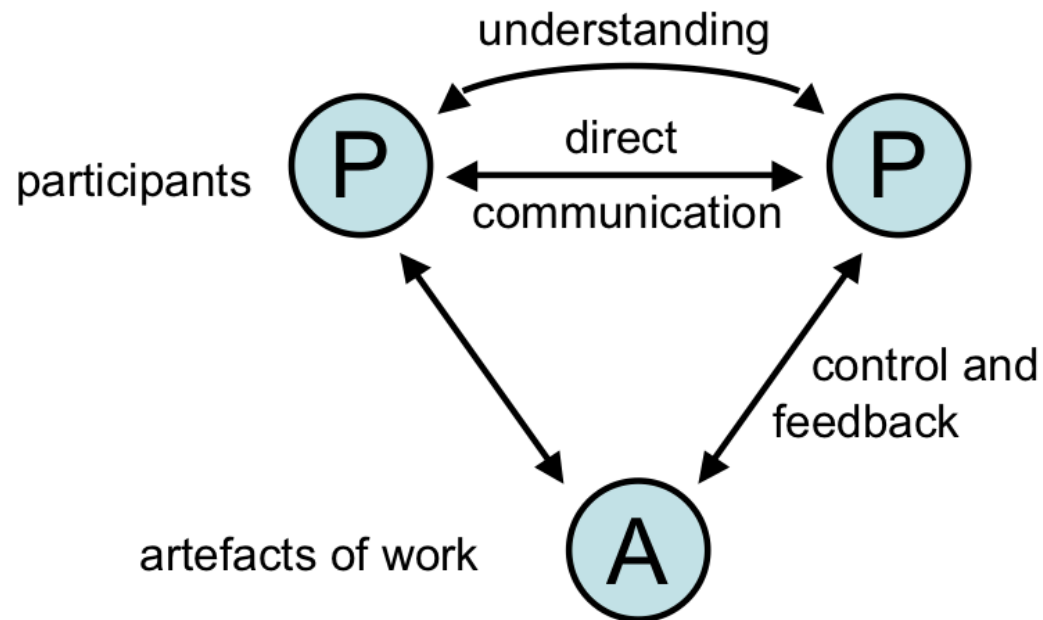 understanding
direct
P
P
participants
communication
control and
feedback
artefacts of work
A